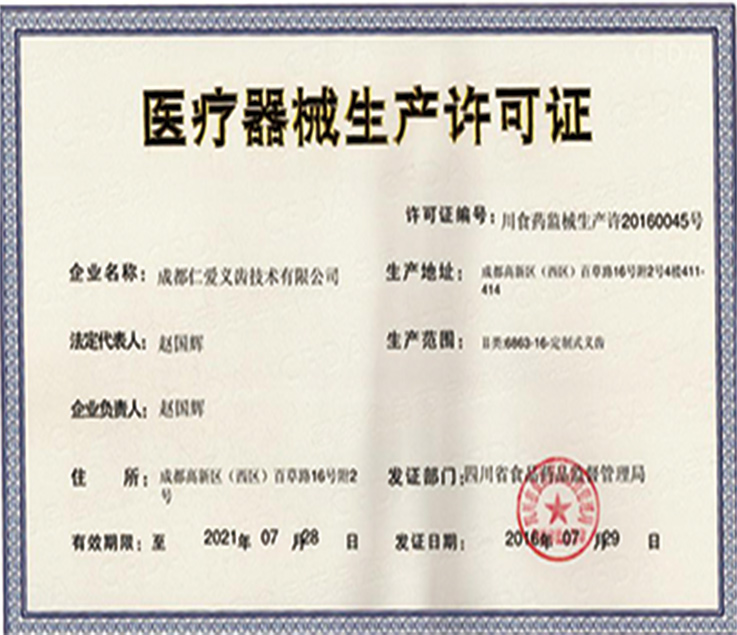 医疗器械生产许可证
许可证编号：川食药监械生产许20160045号
企业名称：成都仁爱义齿技术有限公司
生产地址：成都高新区（西区）百草路16号附2号4楼411-
414
法定代表人：赵国辉
生产范围：Ⅱ类:6863-16-定制式义齿
企业负责人：赵国辉
住 所：成都高新区（西区）百草路16号附2
号
发证部门：四川省食品药品监督管理局
有效期限：至 2021年 07 月28 日
发证日期：2016年 07 月29 日